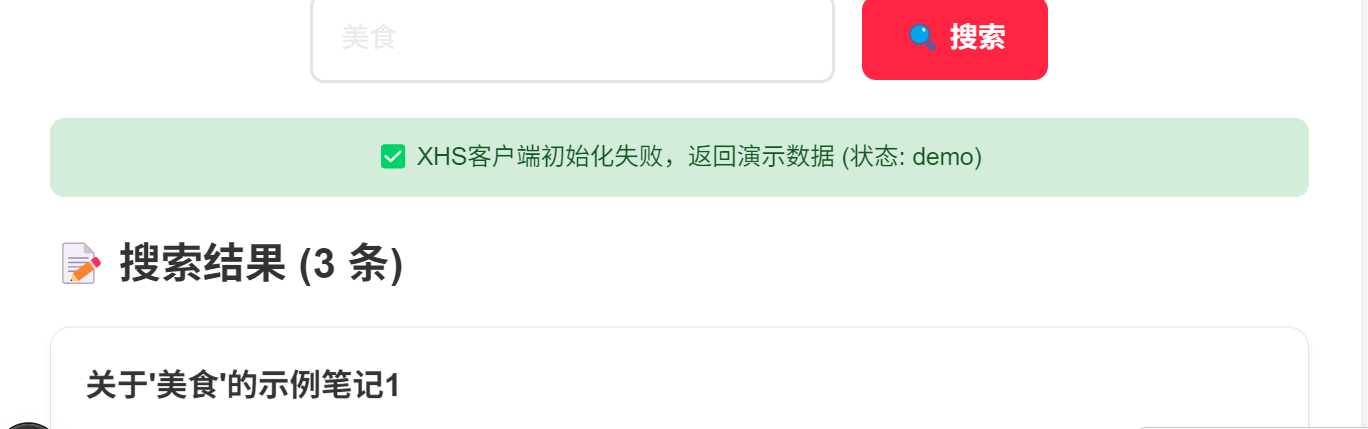 美食
🔍 搜索
✅ XHS客户端初始化失败，返回演示数据 (状态: demo)
📝 搜索结果 (3 条)
关于'美食'的示例笔记1